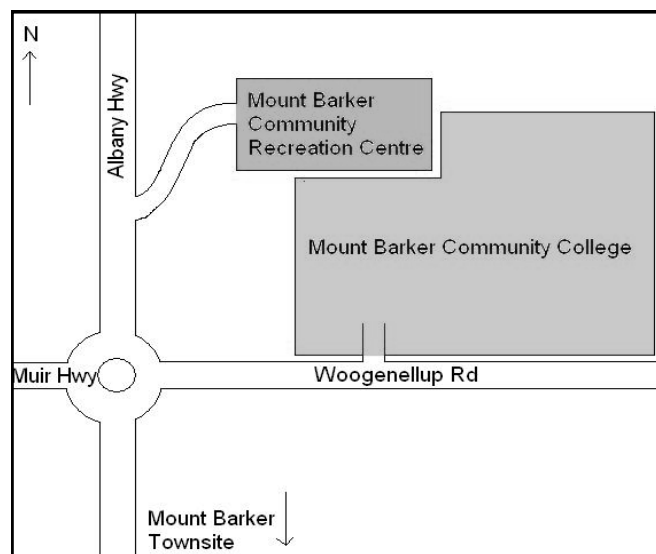 N
Albany Hwy
Mount Barker
Community
Recreation Centre
Mount Barker Community College
Muir Hwy
Woogenellup Rd
Mount Barker
Townsite